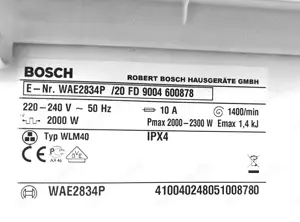 BOSCH
ROBERT BOSCH HAUSGERÄTE GMBH
E-Nr. WAE2834P /20 FD 9004 600878
220-240 V ~ 50 Hz 10 A 1400/min
2000 W Pmax 2000-2300 W Emax 1,4 kJ
Typ WLM40 IPX4
WAE2834P 410040248051008780